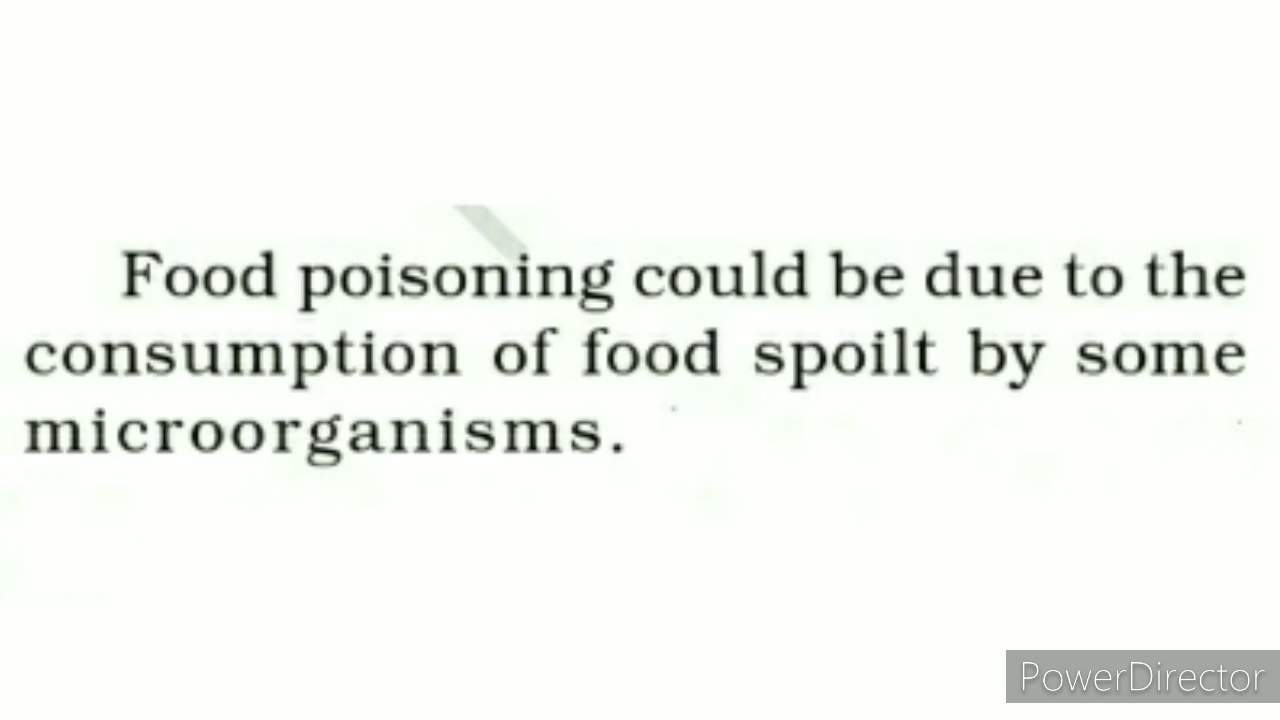 Food poisoning could be due to the
consumption of food spoilt by some
microorganisms.
PowerDirector